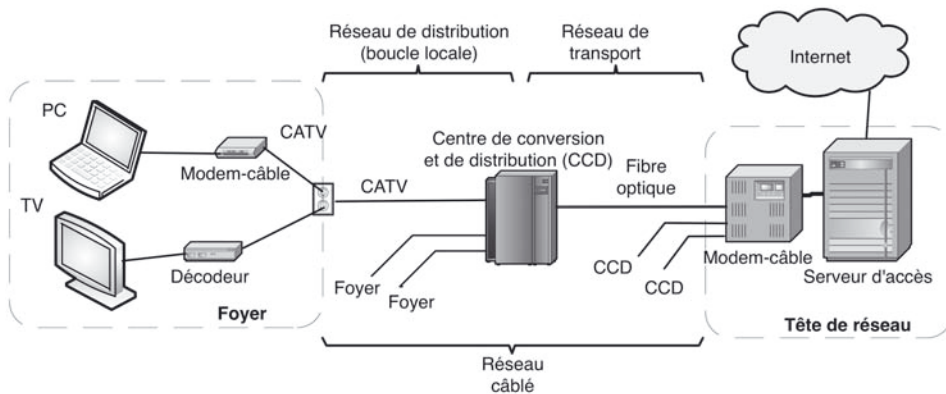 Réseau de distribution
(boucle locale)
Réseau de
transport
Internet
PC
CATV
Modem-câble
TV
Décodeur
Foyer
CATV
Centre de conversion
et de distribution (CCD)
Foyer
Foyer
Fibre
optique
CCD
CCD
Modem-câble
Serveur d'accès
Tête de réseau
Réseau
câblé